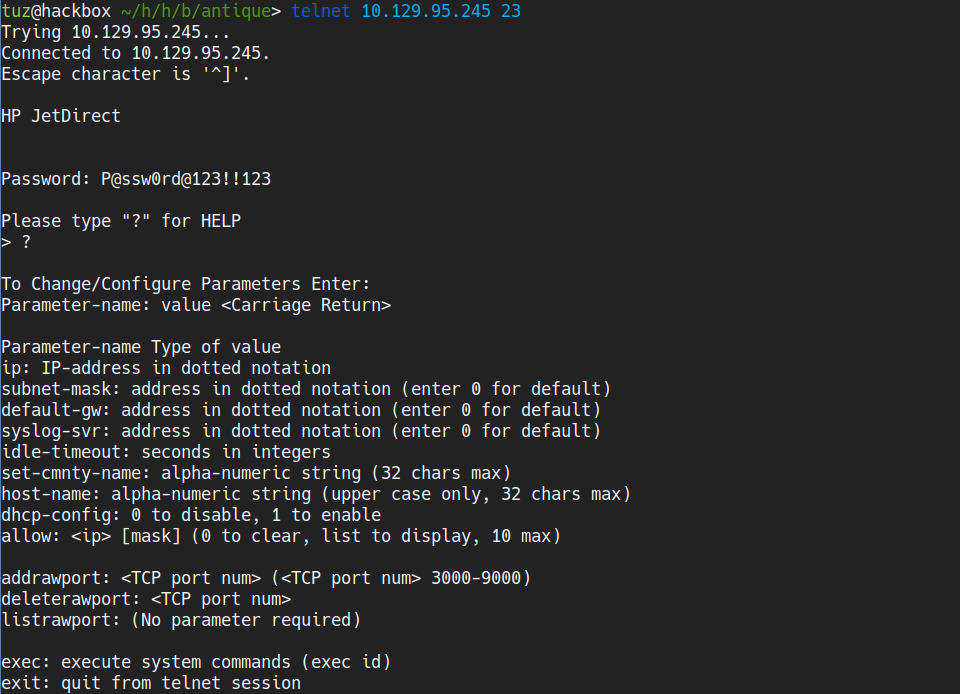 tuz@hackbox ~/h/h/b/antique> telnet 10.129.95.245 23
Trying 10.129.95.245...
Connected to 10.129.95.245.
Escape character is '^]'.
HP JetDirect
Password: P@ssw0rd@123!!123
Please type "?" for HELP
> ?
To Change/Configure Parameters Enter:
Parameter-name: value <Carriage Return>
Parameter-name Type of value
ip: IP-address in dotted notation
subnet-mask: address in dotted notation (enter 0 for default)
default-gw: address in dotted notation (enter 0 for default)
syslog-svr: address in dotted notation (enter 0 for default)
idle-timeout: seconds in integers
set-cmnty-name: alpha-numeric string (32 chars max)
host-name: alpha-numeric string (upper case only, 32 chars max)
dhcp-config: 0 to disable, 1 to enable
allow: <ip> [mask] (0 to clear, list to display, 10 max)
addrawport: <TCP port num> (<TCP port num> 3000-9000)
deleterawport: <TCP port num>
listrawport: (No parameter required)
exec: execute system commands (exec id)
exit: quit from telnet session